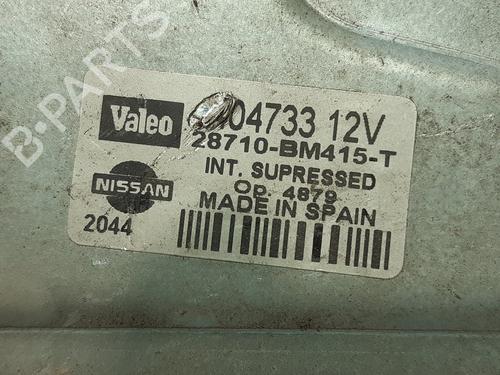 B-PARTS
Valeo
04733 12V
28710-BM415-T
INT. SUPRESSED
NISSAN
OP. 4879
2044
MADE IN SPAIN